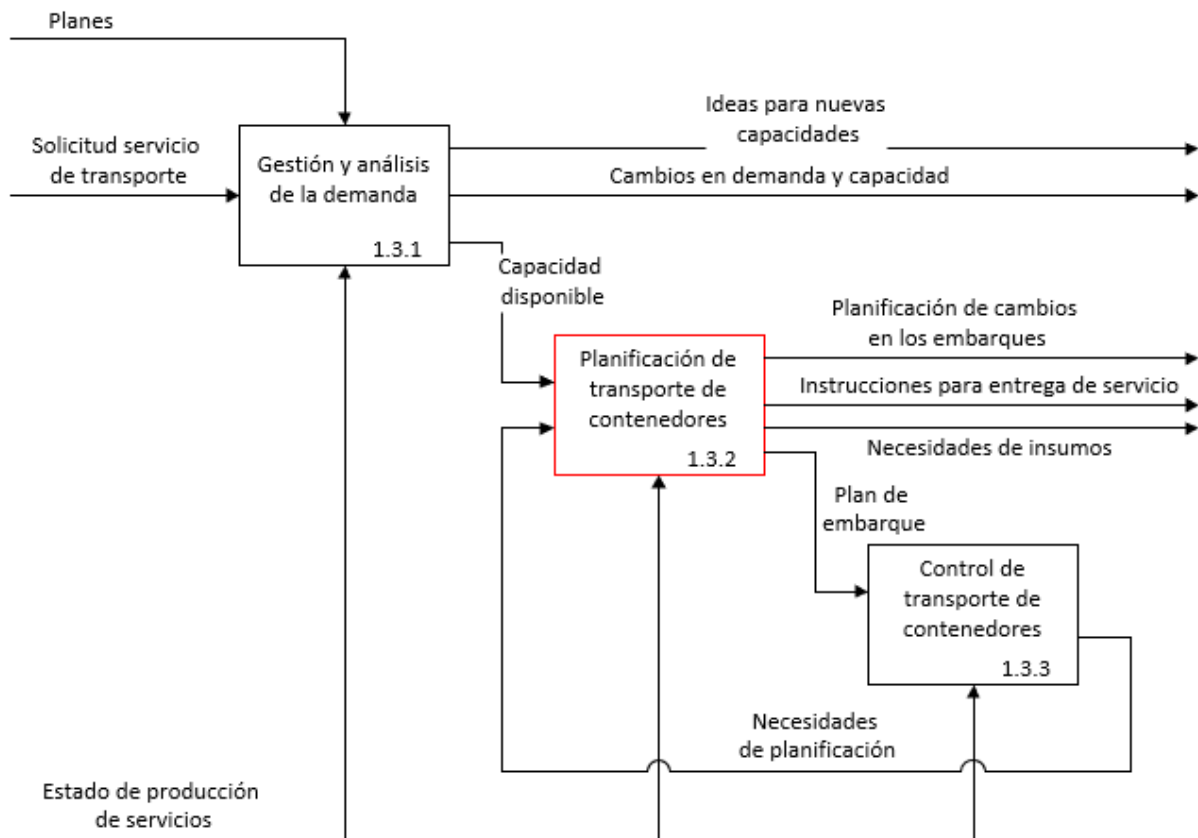 Planes
Solicitud servicio
de transporte
Gestión y análisis
de la demanda
1.3.1
Ideas para nuevas
capacidades
Cambios en demanda y capacidad
Capacidad
disponible
Planificación de
transporte de
contenedores
1.3.2
Planificación de cambios
en los embarques
Instrucciones para entrega de servicio
Necesidades de insumos
Plan de
embarque
Control de
transporte de
contenedores
1.3.3
Necesidades
de planificación
Estado de producción
de servicios